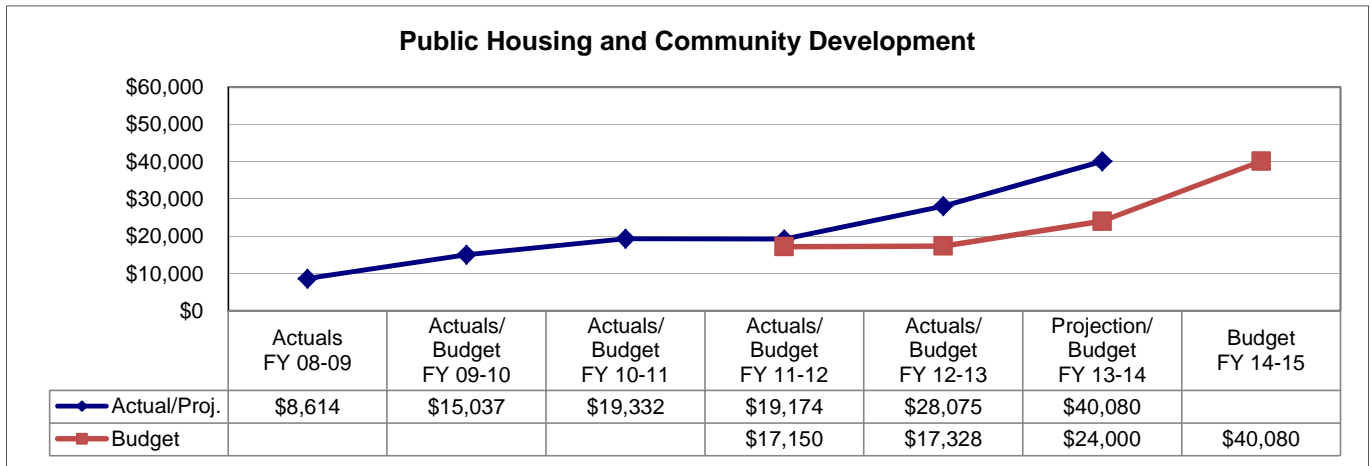 Public Housing and Community Development
$60,000
$50,000
$40,000
$30,000
$20,000
$10,000
$0
Actuals
FY 08-09
Actuals/
Budget
FY 09-10
Actuals/
Budget
FY 10-11
Actuals/
Budget
FY 11-12
Actuals/
Budget
FY 12-13
Projection/
Budget
FY 13-14
Budget
FY 14-15
Actual/Proj. $8,614 $15,037 $19,332 $19,174 $28,075 $40,080
Budget $17,150 $17,328 $24,000 $40,080